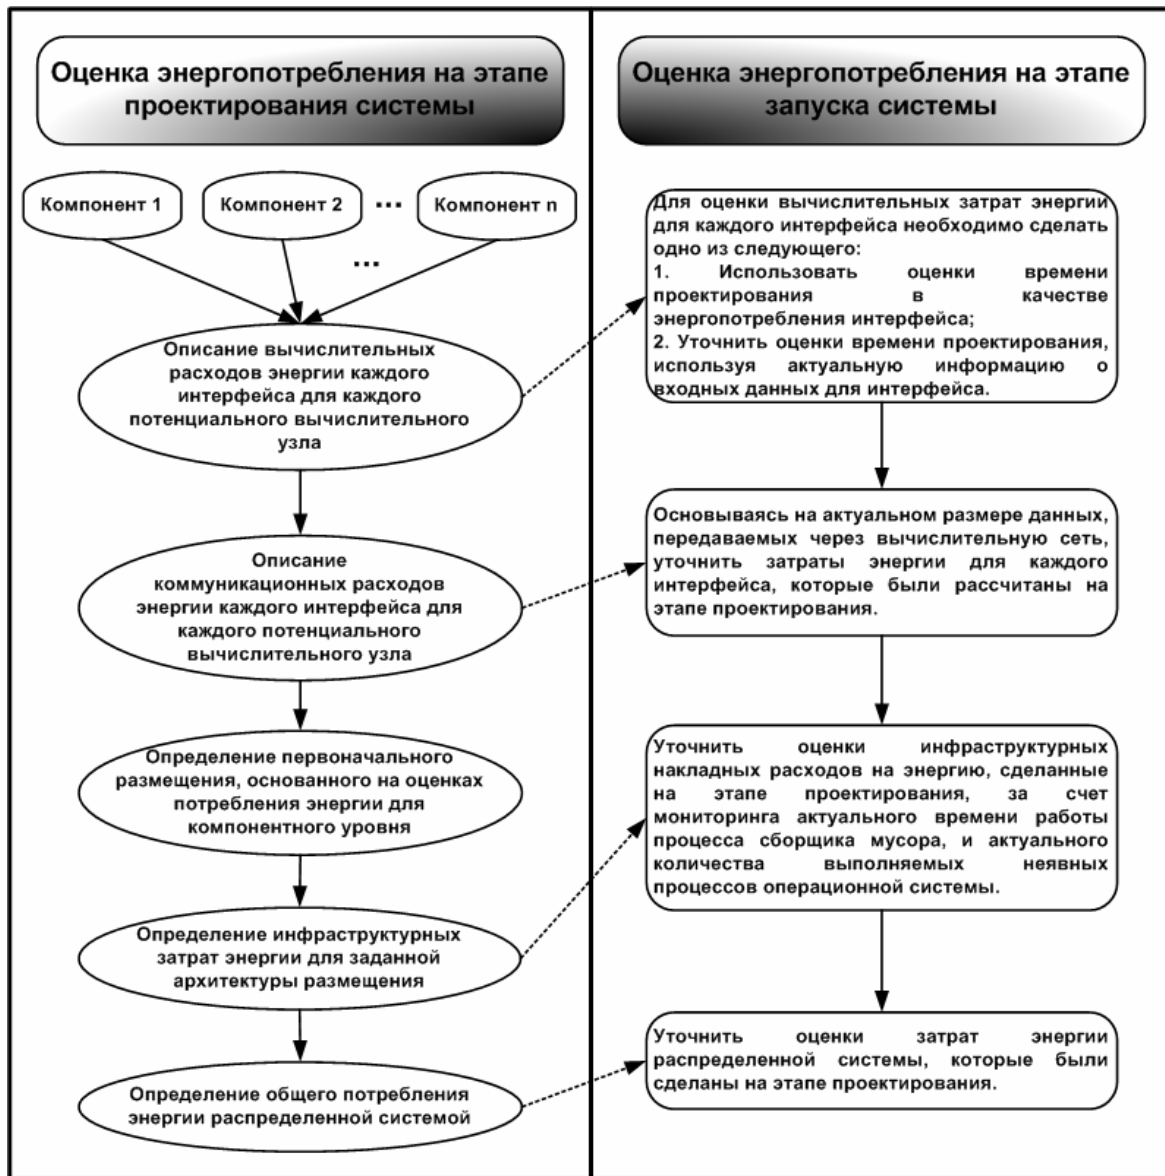 Оценка энергопотребления на этапе
проектирования системы
Компонент 1
Компонент 2
...
Компонент n
...
Описание вычислительных
расходов энергии каждого
интерфейса для каждого
потенциального вычислительного
узла
Описание
коммуникационных расходов
энергии каждого интерфейса для
каждого потенциального
вычислительного узла
Определение первоначального
размещения, основанного на оценках
потребления энергии для
компонентного уровня
Определение инфраструктурных
затрат энергии для заданной
архитектуры размещения
Определение общего потребления
энергии распределенной системой
Оценка энергопотребления на этапе
запуска системы
Для оценки вычислительных затрат энергии
для каждого интерфейса необходимо сделать
одно из следующего:
1. Использовать оценки времени
проектирования в качестве
энергопотребления интерфейса;
2. Уточнить оценки времени проектирования,
используя актуальную информацию о
входных данных для интерфейса.
Основываясь на актуальном размере данных,
передаваемых через вычислительную сеть,
уточнить затраты энергии для каждого
интерфейса, которые были рассчитаны на
этапе проектирования.
Уточнить оценки инфраструктурных
накладных расходов на энергию, сделанные
на этапе проектирования, за счет
мониторинга актуального времени работы
процесса сборщика мусора, и актуального
количества выполняемых неявных
процессов операционной системы.
Уточнить оценки затрат энергии
распределенной системы, которые были
сделаны на этапе проектирования.